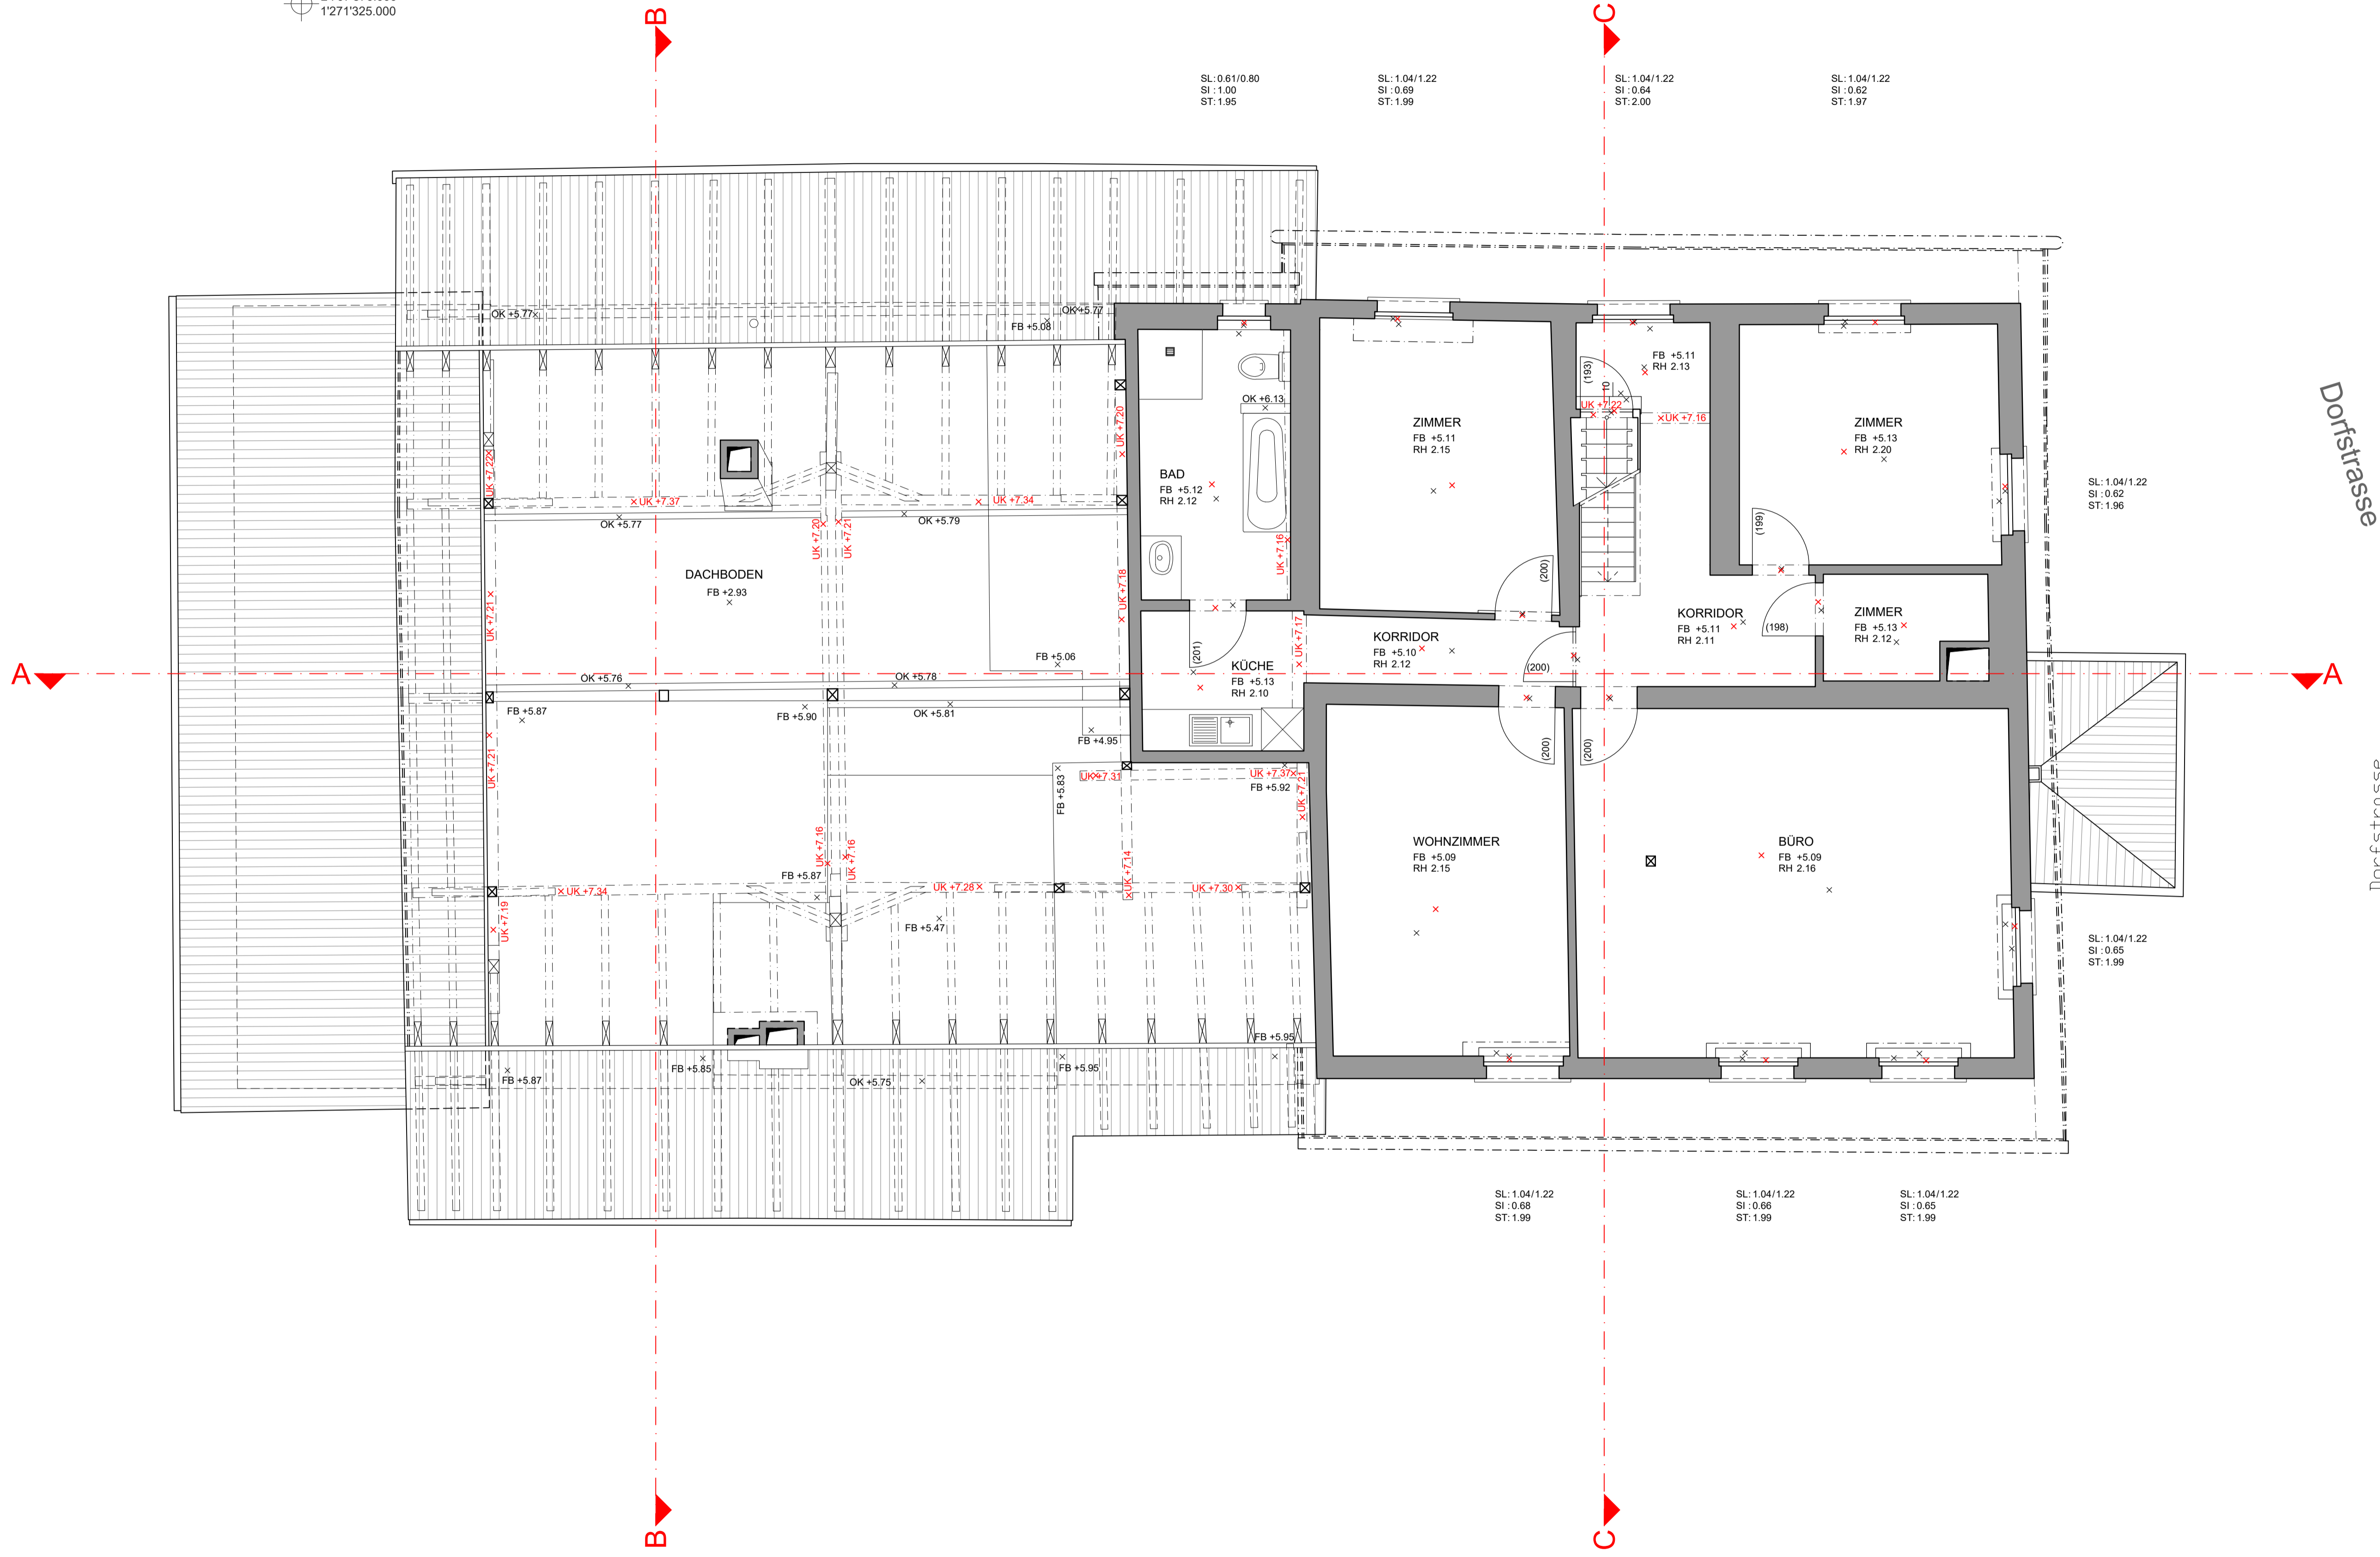 1'271'325.000
B
C
SL: 0.61/0.80
SI : 1.00
ST: 1.95
SL: 1.04/1.22
SI : 0.69
ST: 1.99
SL: 1.04/1.22
SI : 0.64
ST: 2.00
SL: 1.04/1.22
SI : 0.62
ST: 1.97
Dorfstrasse
OK +5.77
FB +5.08
OK +5.77
FB +5.11
RH 2.13
(193)
10
UK +7.22
UK +7.16
OK +6.13
UK +7.20
ZIMMER
FB +5.11
RH 2.15
ZIMMER
FB +5.13
RH 2.20
BAD
FB +5.12
RH 2.12
UK +7.22
UK +7.37
UK +7.34
OK +5.77
OK +5.79
UK +7.20
UK +7.21
SL: 1.04/1.22
SI : 0.62
ST: 1.96
(199)
UK +7.16
(200)
DACHBODEN
FB +2.93
UK +7.21
UK +7.18
UK +7.17
KORRIDOR
FB +5.10
RH 2.12
KORRIDOR
FB +5.11
RH 2.11
(198)
ZIMMER
FB +5.13
RH 2.12
FB +5.06
(201)
KÜCHE
FB +5.13
RH 2.10
(200)
A
A
OK +5.76
OK +5.78
FB +5.87
FB +5.90
OK +5.81
FB +4.95
(200)
(200)
UK +7.21
UK +7.31
UK +7.37
FB +5.92
FB +5.83
UK +7.21
Dorfstrasse
WOHNZIMMER
FB +5.09
RH 2.15
BÜRO
FB +5.09
RH 2.16
UK +7.16
UK +7.16
FB +5.87
UK +7.34
UK +7.28
UK +7.14
UK +7.30
UK +7.19
FB +5.47
SL: 1.04/1.22
SI : 0.65
ST: 1.99
FB +5.95
FB +5.87
FB +5.85
OK +5.75
FB +5.95
SL: 1.04/1.22
SI : 0.68
ST: 1.99
SL: 1.04/1.22
SI : 0.66
ST: 1.99
SL: 1.04/1.22
SI : 0.65
ST: 1.99
B
C